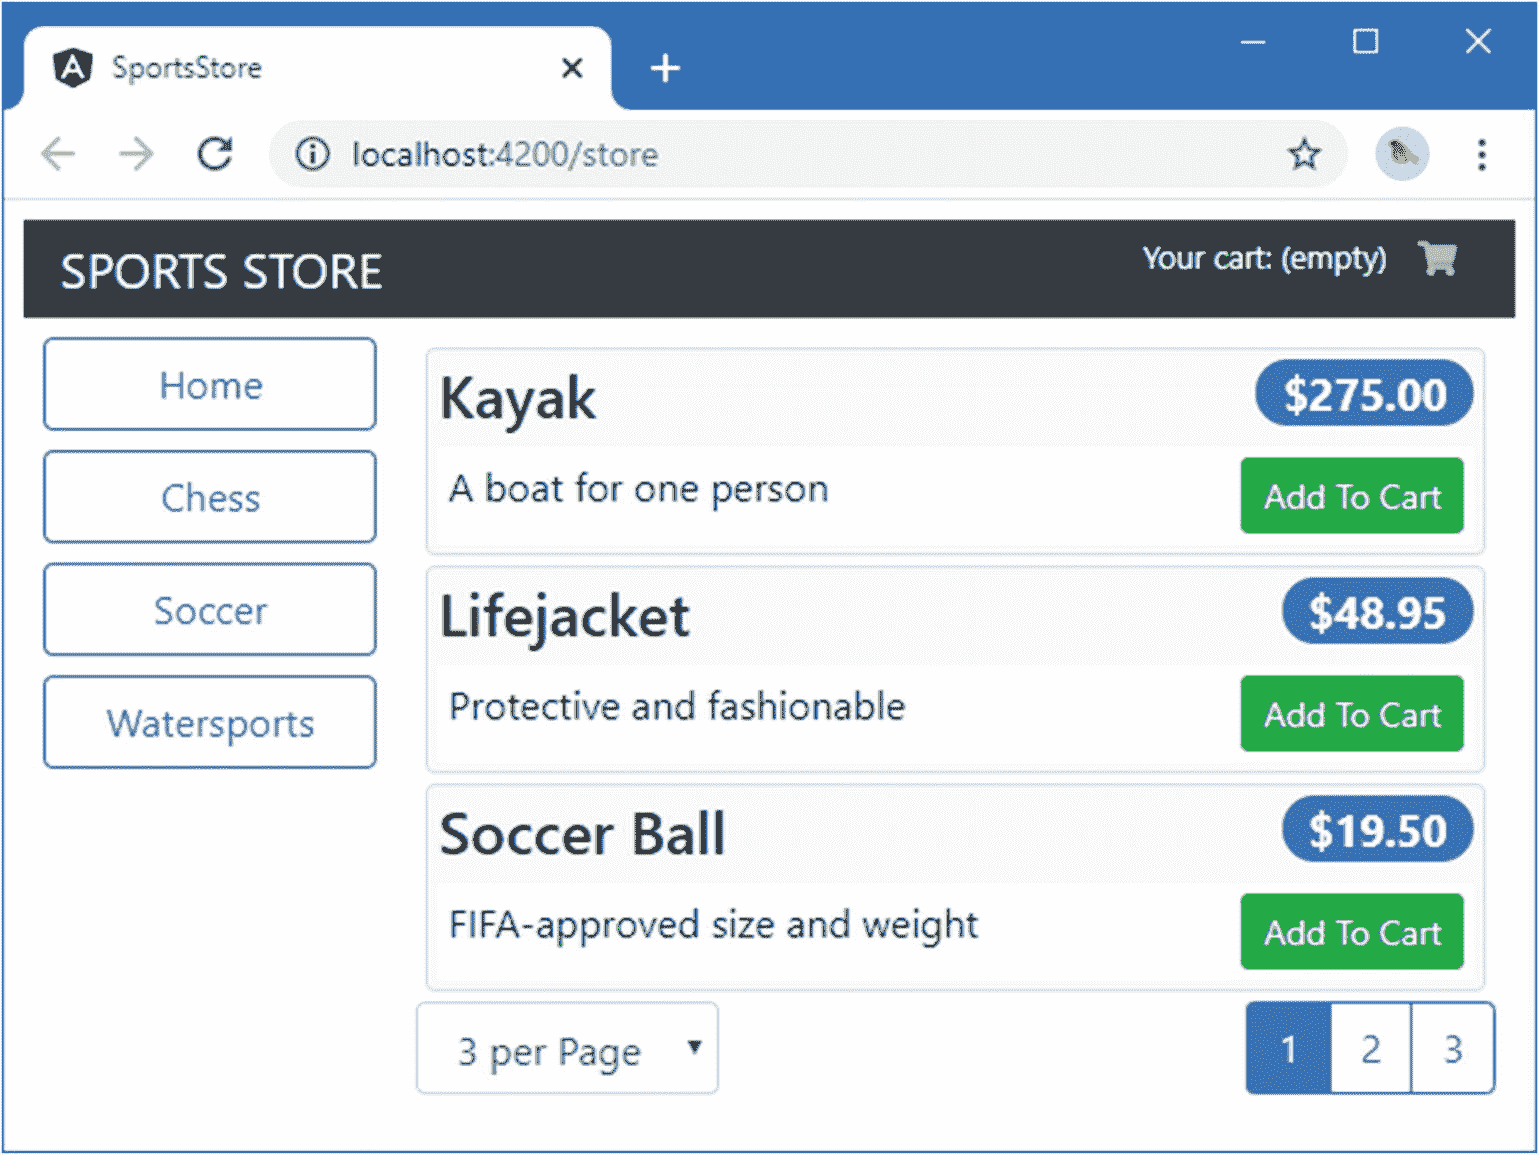 SportsStore
localhost:4200/store
SPORTS STORE
Your cart: (empty)
Home
Chess
Soccer
Watersports
Kayak
$275.00
A boat for one person
Add To Cart
Lifejacket
$48.95
Protective and fashionable
Add To Cart
Soccer Ball
$19.50
FIFA-approved size and weight
Add To Cart
3 per Page
1 2 3